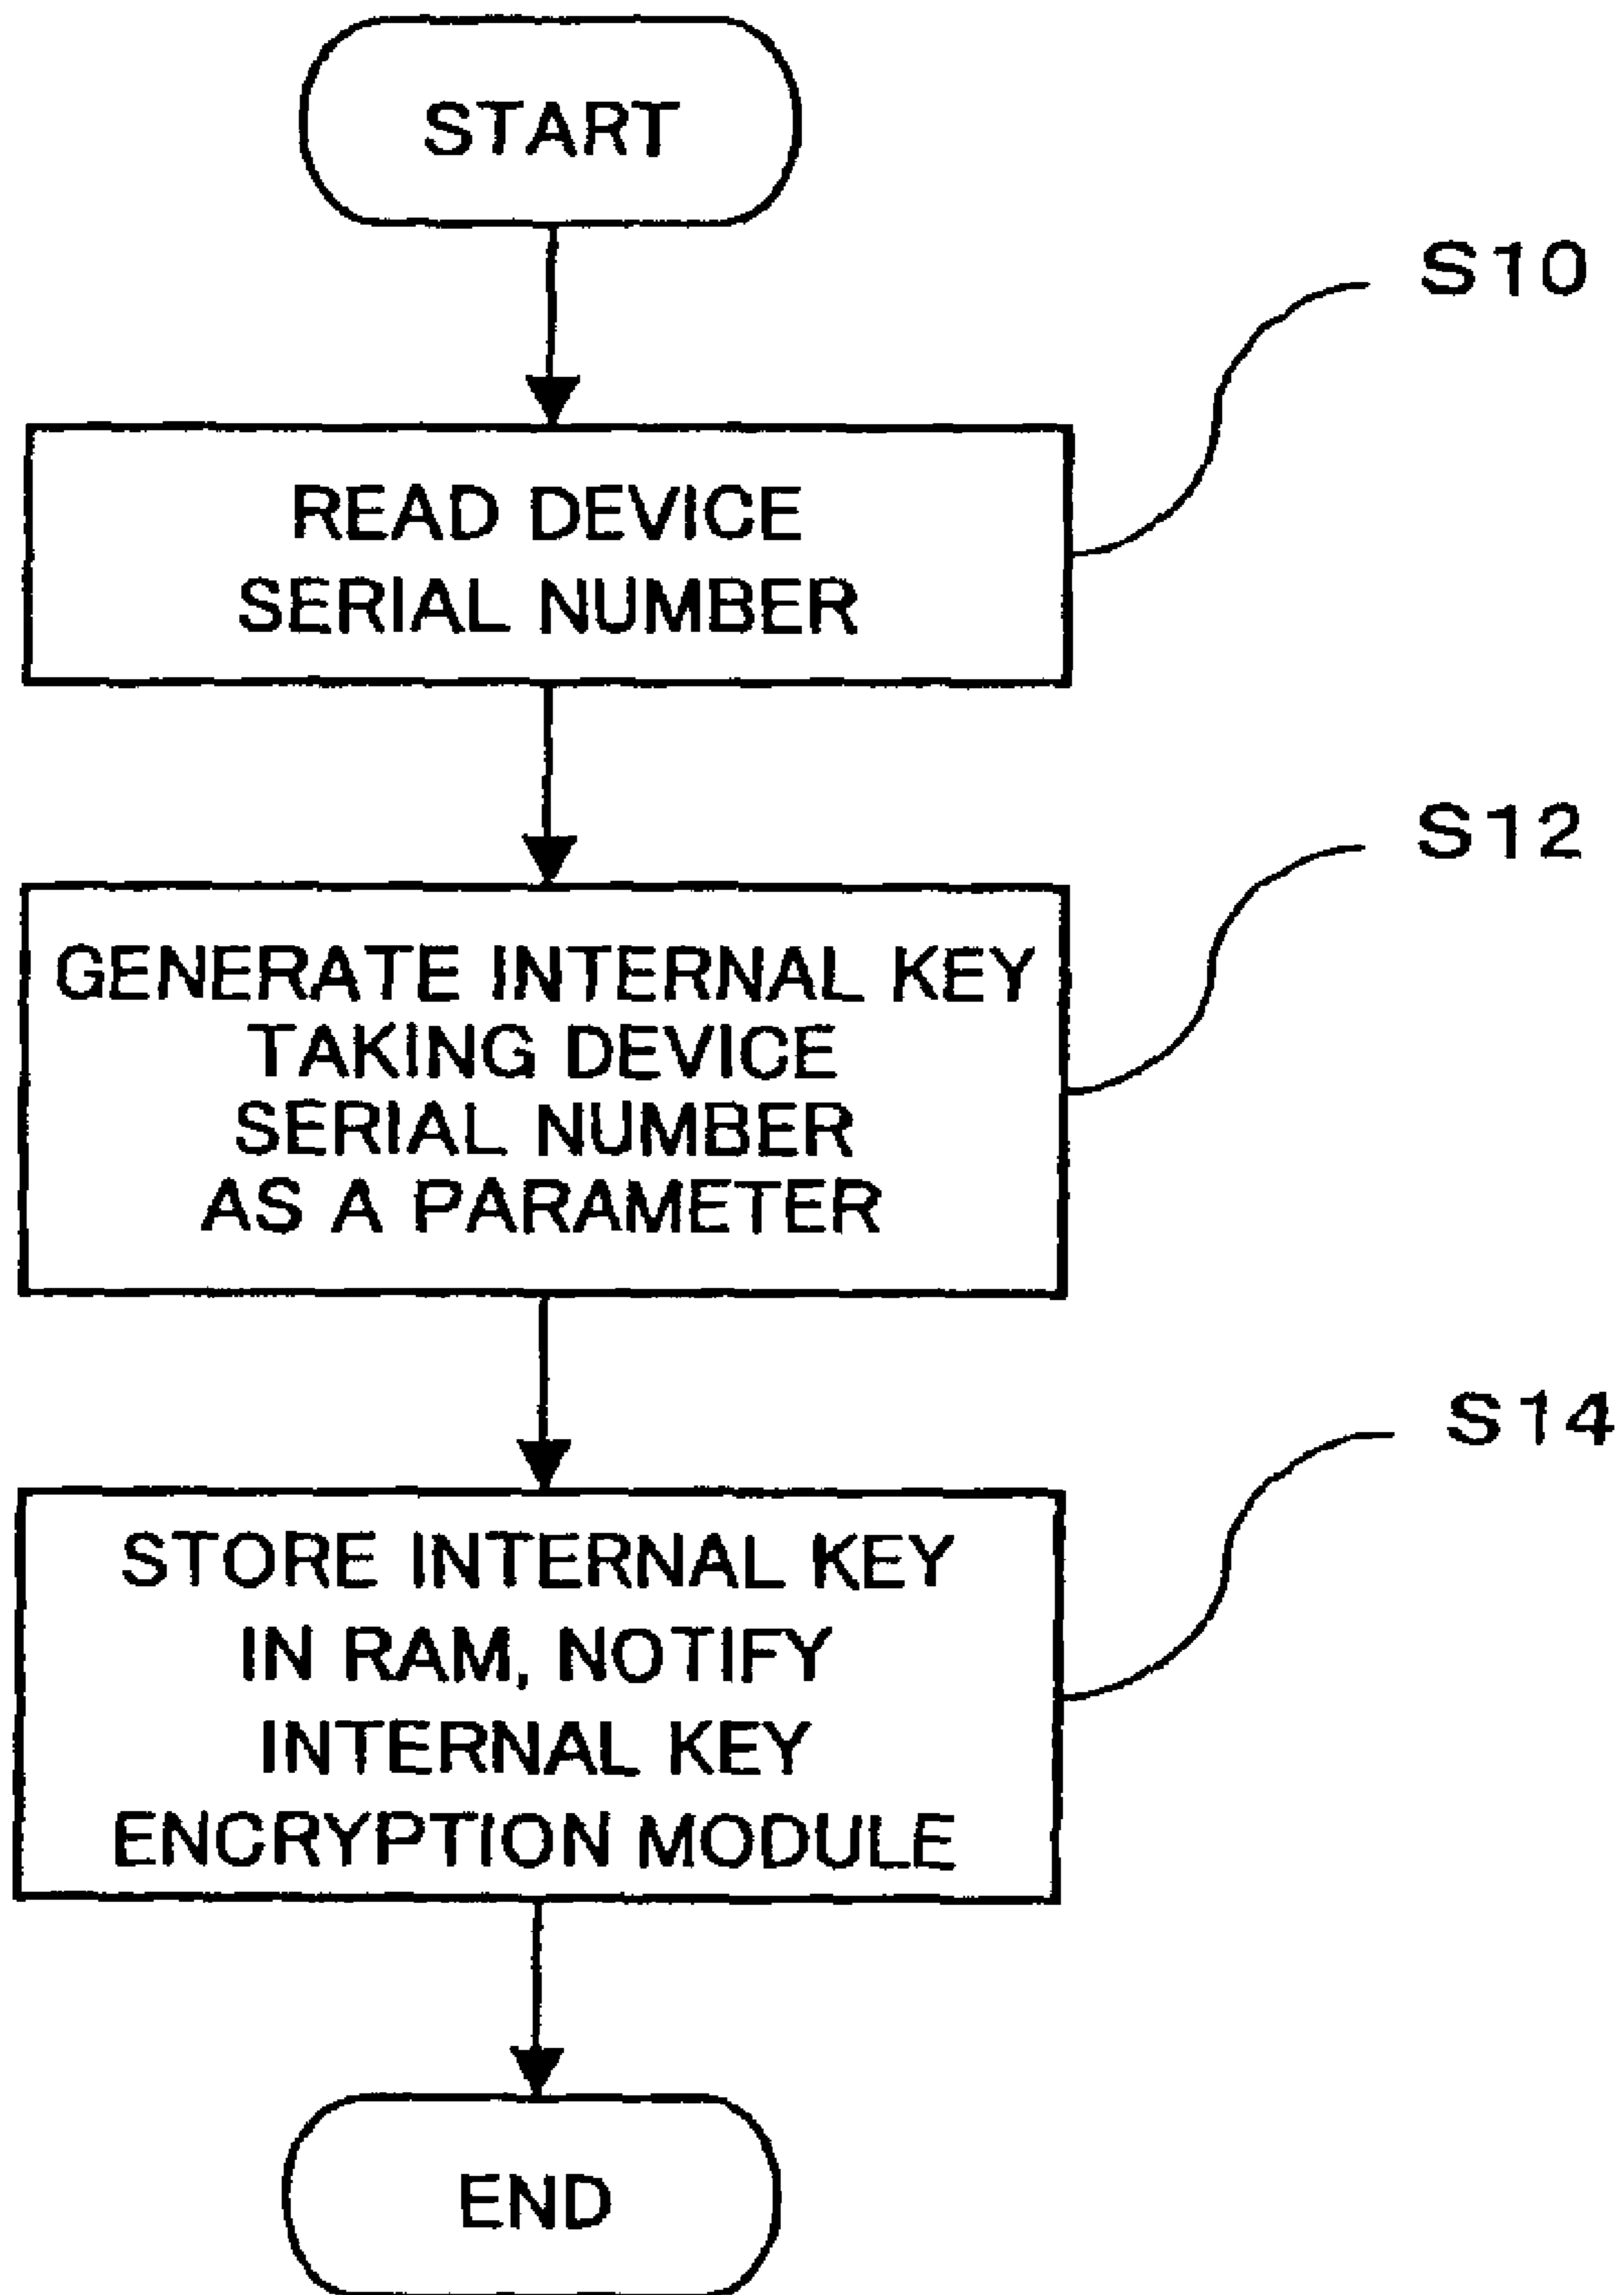 START
S10
READ DEVICE
SERIAL NUMBER
S12
GENERATE INTERNAL KEY
TAKING DEVICE
SERIAL NUMBER
AS A PARAMETER
S14
STORE INTERNAL KEY
IN RAM, NOTIFY
INTERNAL KEY
ENCRYPTION MODULE
END